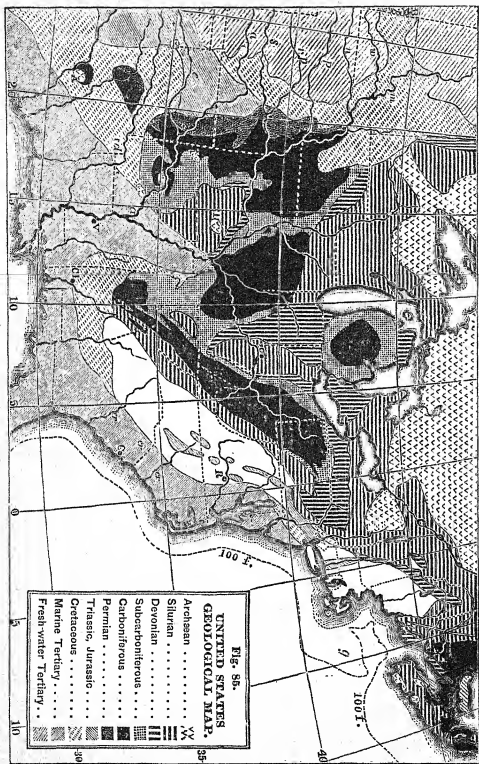 Fig. 85.
UNITED STATES
GEOLOGICAL MAP.
Archæan
Silurian
Devonian
Subcarboniferous
Carboniferous
Permian
Triassic, Jurassic
Cretaceous
Marine Tertiary
Fresh-water Tertiary
20
15
10
5
0
5
10
30
35
40
100 f.
100 f.